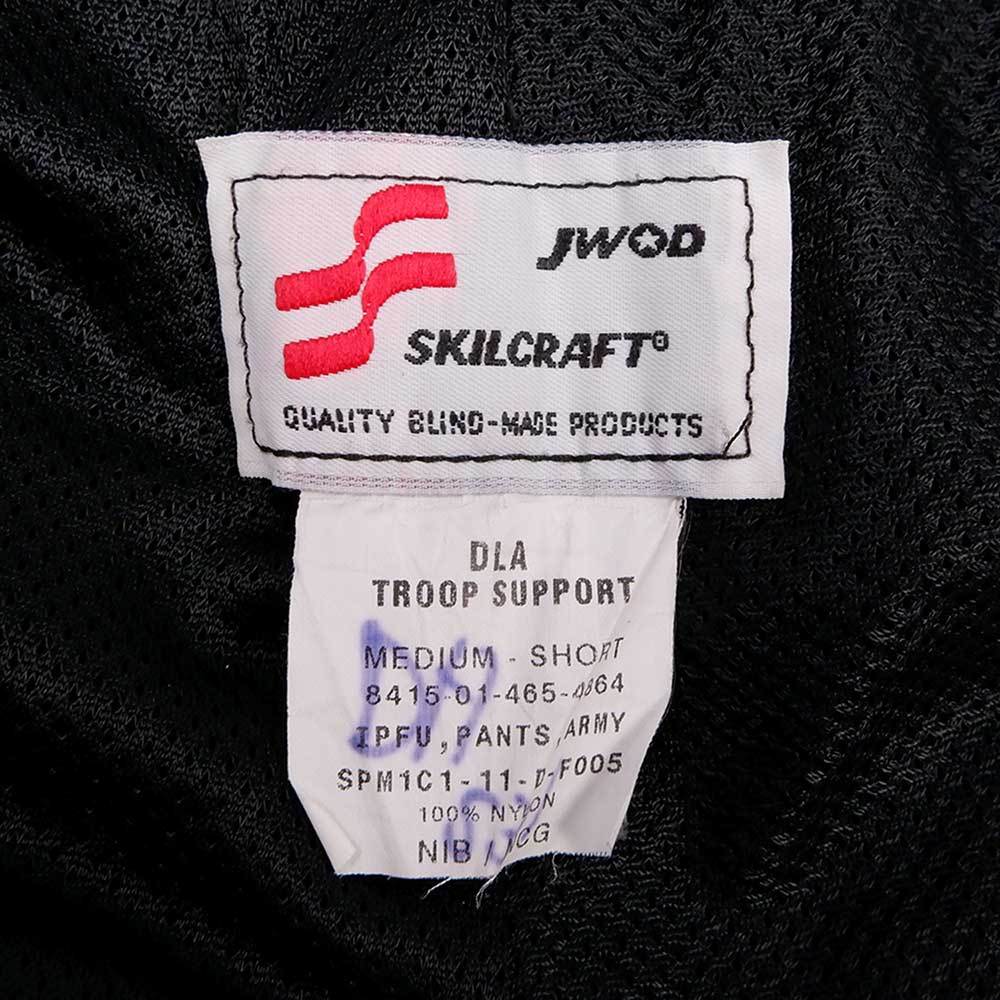 JWOD
SKILCRAFT®
QUALITY BLIND-MADE PRODUCTS
DLA
TROOP SUPPORT
MEDIUM - SHORT
8415-01-465-4864
IPFU, PANTS, ARMY
SPM1C1-11-D-F005
100% NYLON
NIB /